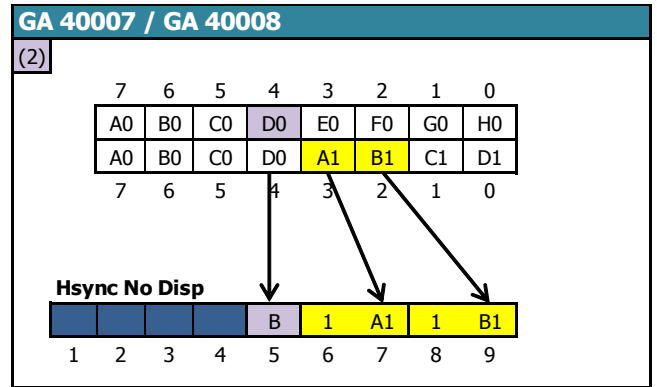 GA 40007 / GA 40008
(2)
7 6 5 4 3 2 1 0
A0 B0 C0 D0 E0 F0 G0 H0
A0 B0 C0 D0 A1 B1 C1 D1
7 6 5 4 3 2 1 0
Hsync No Disp
B 1 A1 1 B1
1 2 3 4 5 6 7 8 9